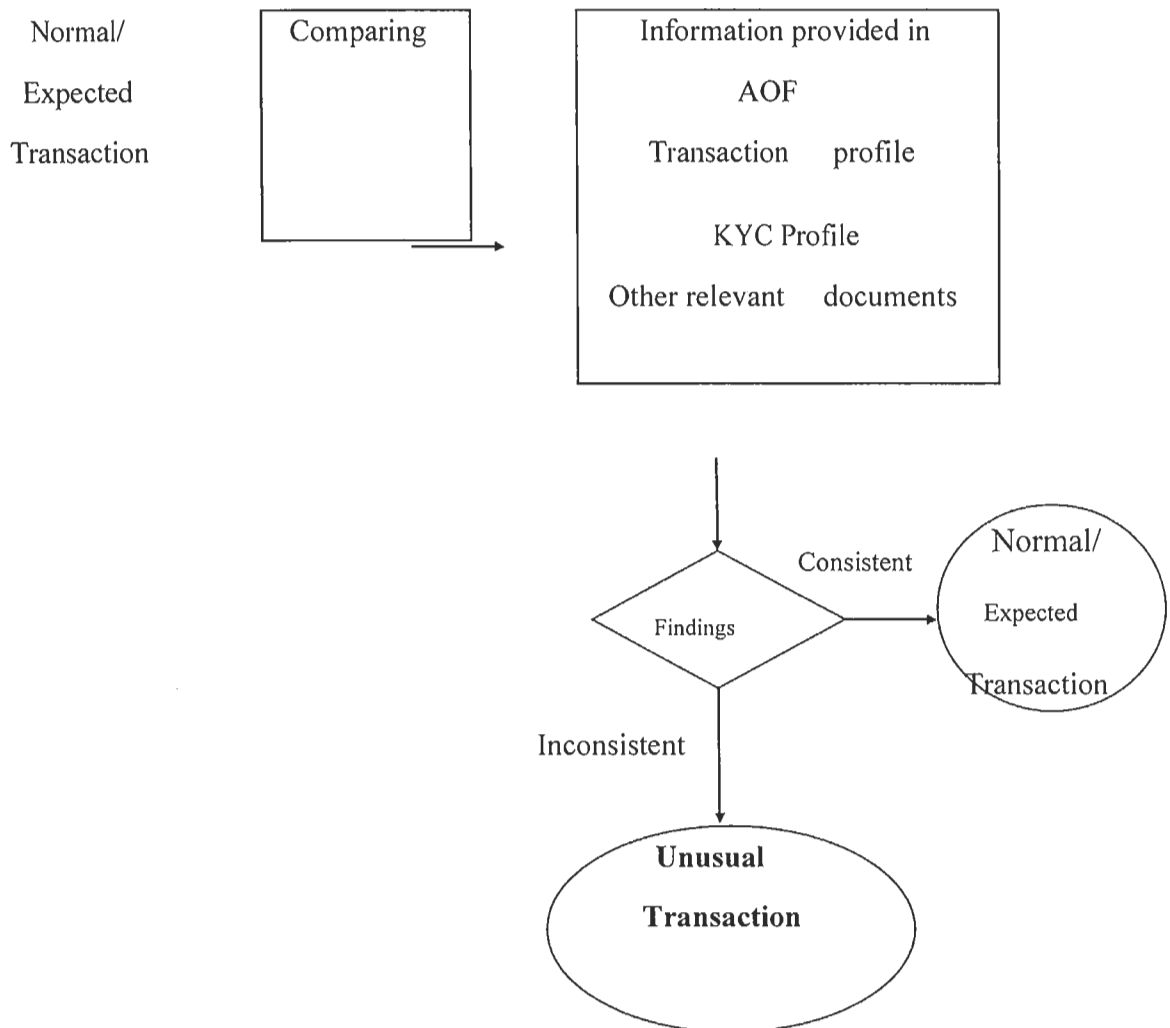 Normal/
Expected
Transaction
Comparing
Information provided in
AOF
Transaction profile
KYC Profile
Other relevant documents
Consistent
Findings
Normal/
Expected
Transaction
Inconsistent
Unusual
Transaction